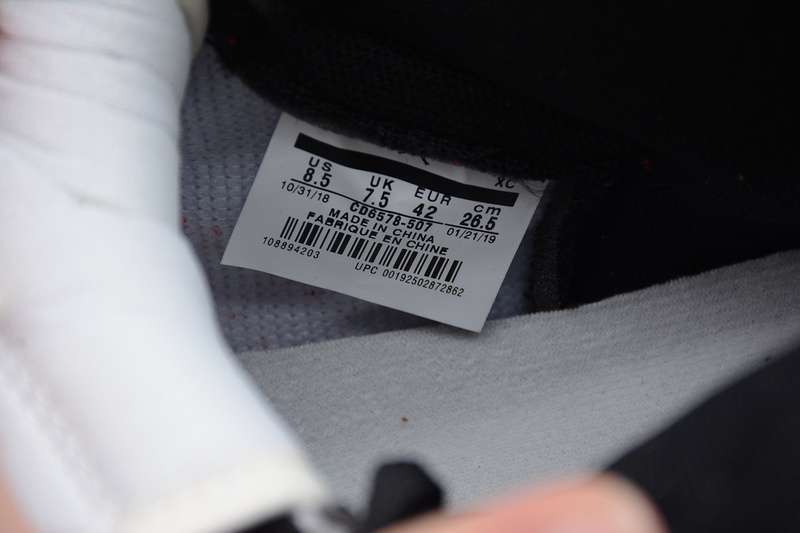 XC
US UK EUR cm
8.5 7.5 42 26.5
10/31/18 CD6578-507 01/21/19
MADE IN CHINA
FABRIQUE EN CHINE
108894203
UPC 00192502872862